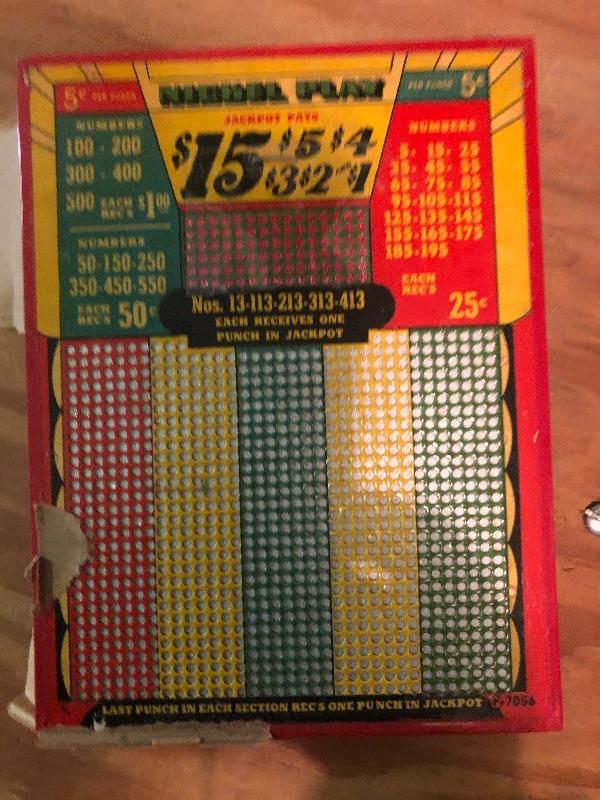 5¢ PER PUNCH
NICKEL PLAY
PER PUNCH 5¢
JACKPOT PAYS
$15 $5 $4
$3 $2 $1
NUMBERS
100 - 200
300 - 400
500 EACH REC'S $1.00
NUMBERS
50-150-250
350-450-550
EACH REC'S 50¢
NUMBERS
5 - 15 - 25
35 - 45 - 55
65 - 75 - 85
95-105-115
125-135-145
155-165-175
185-195
EACH REC'S
25¢
Nos. 13-113-213-313-413
EACH RECEIVES ONE
PUNCH IN JACKPOT
LAST PUNCH IN EACH SECTION REC'S ONE PUNCH IN JACKPOT
7056